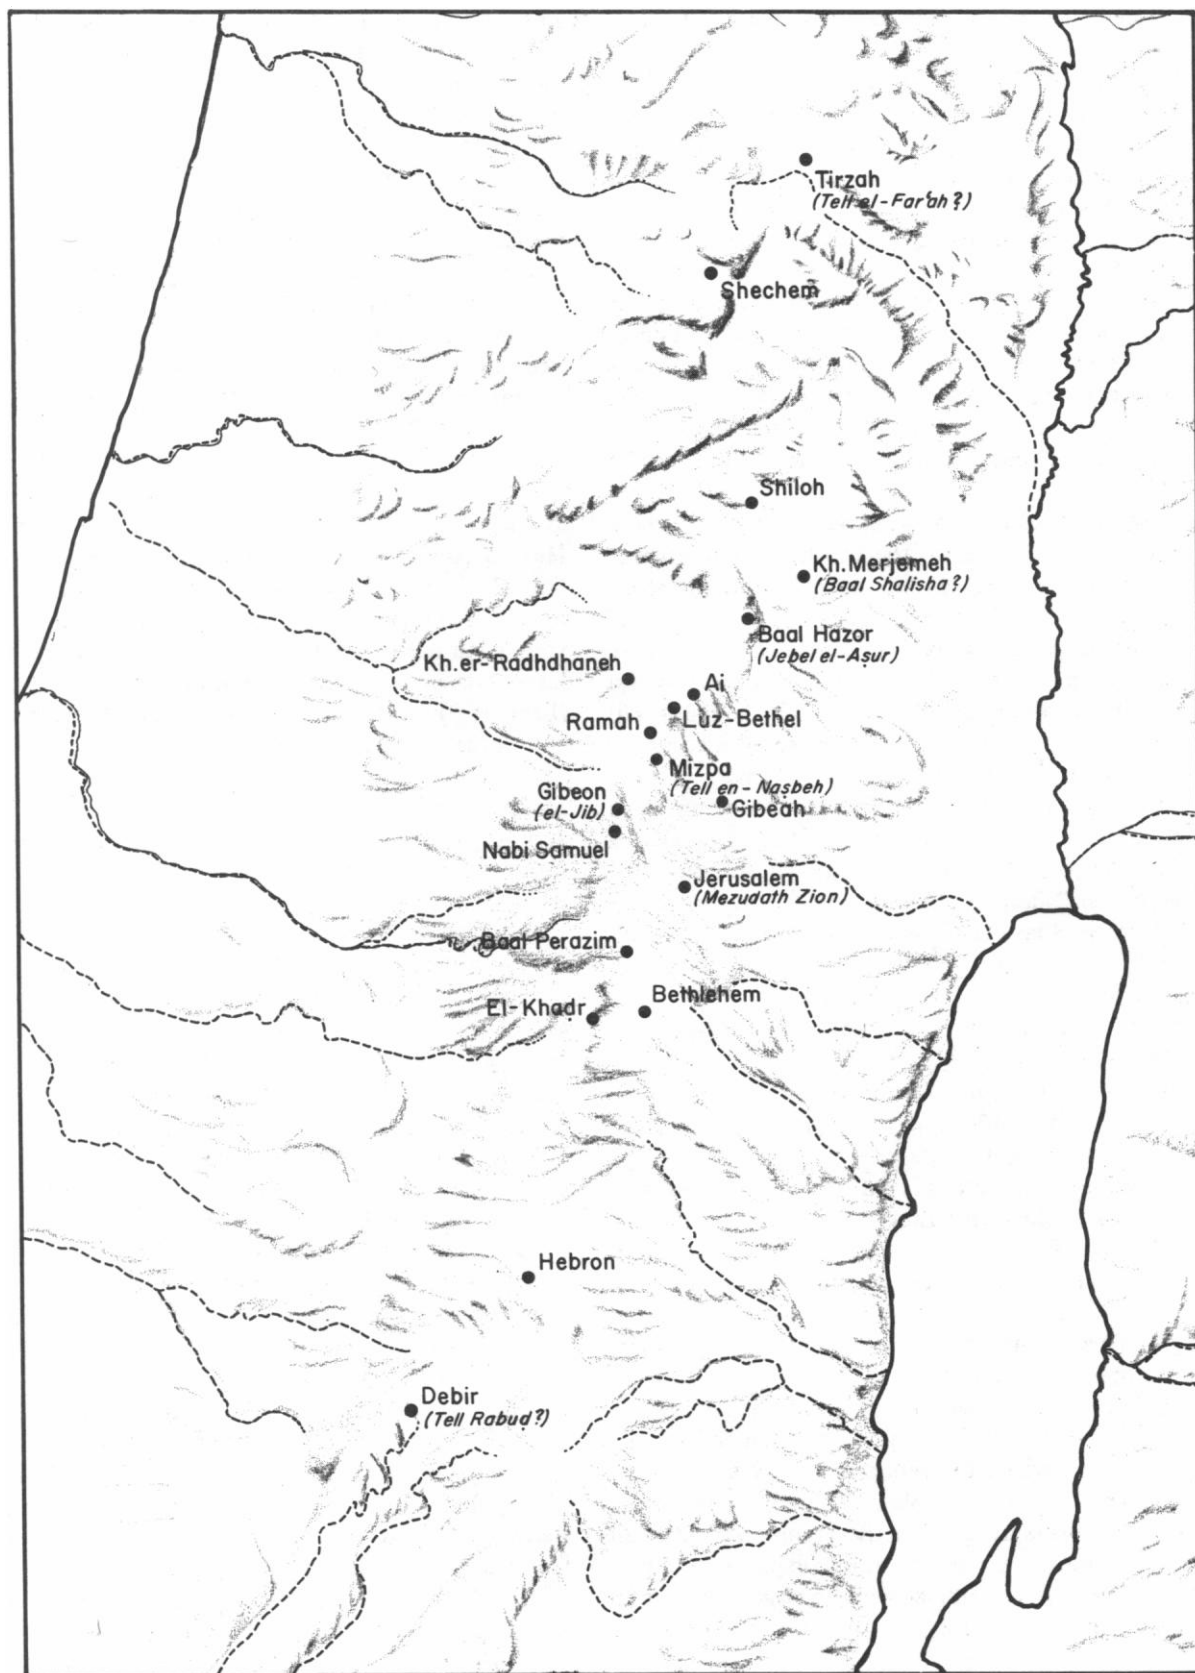 Tirzah
(Tell el-Far'ah?)
Shechem
Shiloh
Kh. Merjemeh
(Baal Shalisha?)
Baal Hazor
(Jebel el-Aṣur)
Kh. er-Radhdhaneh
Ai
Luz-Bethel
Ramah
Mizpa
(Tell en-Naṣbeh)
Gibeon
(el-Jib)
Gibeah
Nabi Samuel
Jerusalem
(Mezudath Zion)
Baal Perazim
El-Khadr
Bethlehem
Hebron
Debir
(Tell Rabud?)